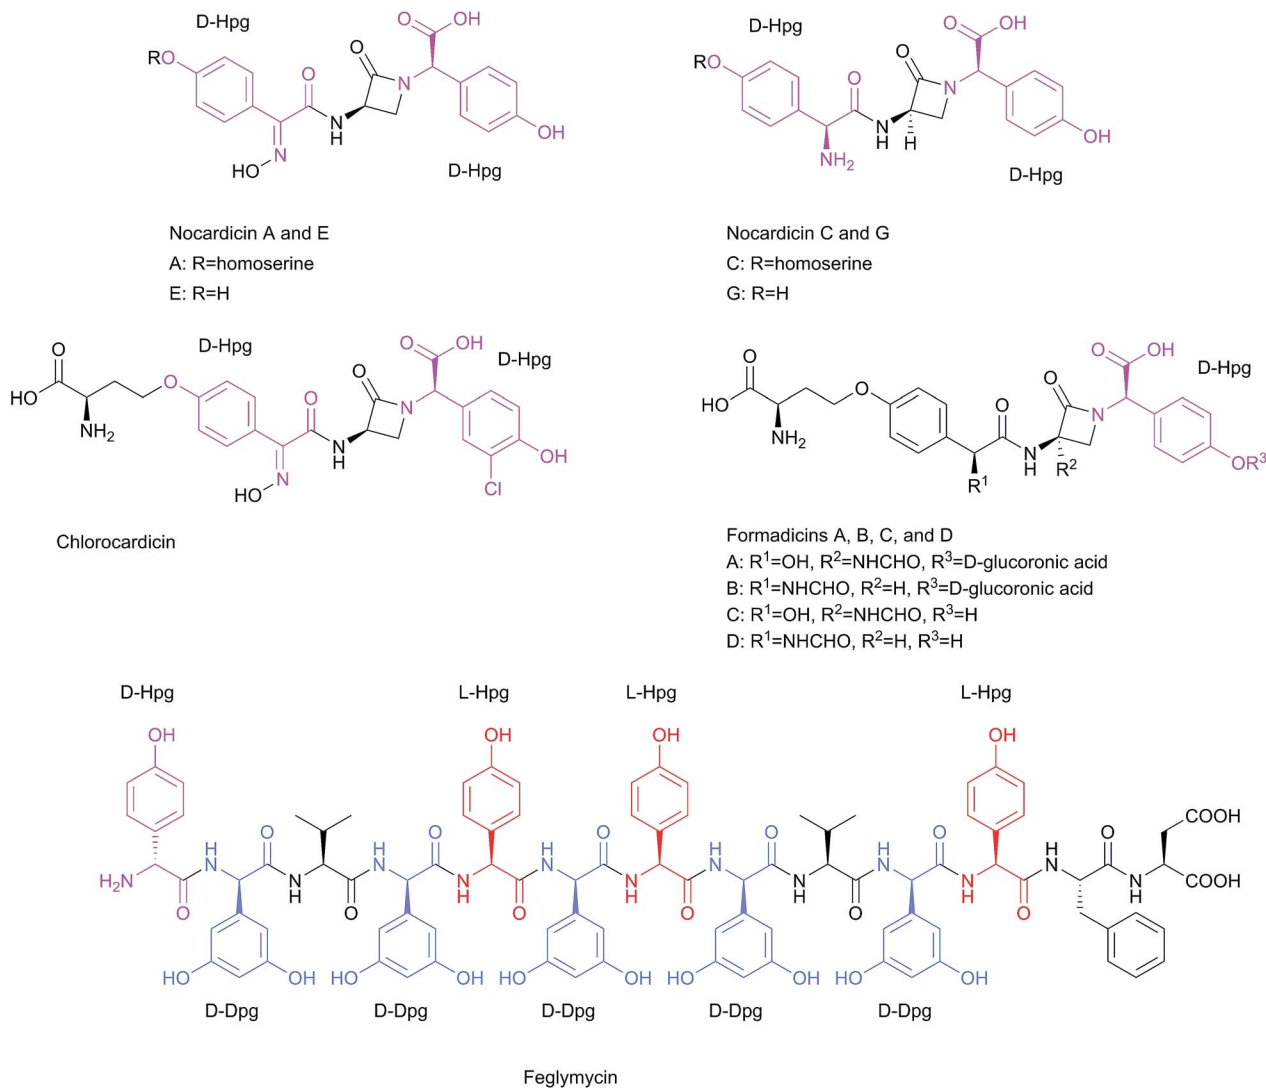 D-Hpg
O
OH
RO
O
O
N
N
H
HO
N
OH
D-Hpg
Nocardicin A and E
A: R=homoserine
E: R=H
D-Hpg
O
OH
RO
O
O
N
N
H
H
NH2
OH
D-Hpg
Nocardicin C and G
C: R=homoserine
G: R=H
D-Hpg
O
OH
D-Hpg
O
HO
NH2
O
O
O
N
N
H
HO
N
OH
Cl
Chlorocardicin
O
OH
D-Hpg
O
HO
NH2
O
O
O
N
N
H
R1
R2
OR3
Formadicins A, B, C, and D
A: R1=OH, R2=NHCHO, R3=D-glucoronic acid
B: R1=NHCHO, R2=H, R3=D-glucoronic acid
C: R1=OH, R2=NHCHO, R3=H
D: R1=NHCHO, R2=H, R3=H
D-Hpg L-Hpg L-Hpg L-Hpg
OH OH OH OH
COOH
H O H O H O H O H O O
N N N N N H N
H2N N N N N N N COOH
O H O H O H O H O H O H
HO OH HO OH HO OH HO OH HO OH
D-Dpg D-Dpg D-Dpg D-Dpg D-Dpg
Feglymycin